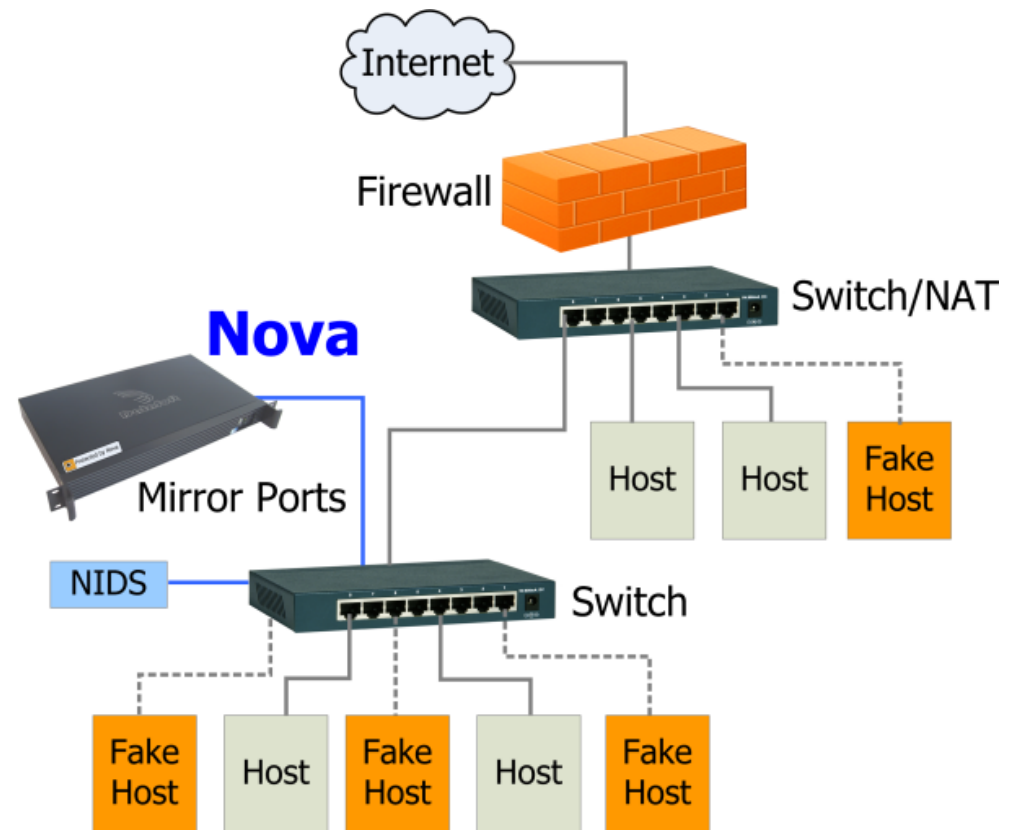 Internet
Firewall
Switch/NAT
Nova
Mirror Ports
Host
Host
Fake
Host
NIDS
Switch
Fake
Host
Host
Fake
Host
Host
Fake
Host